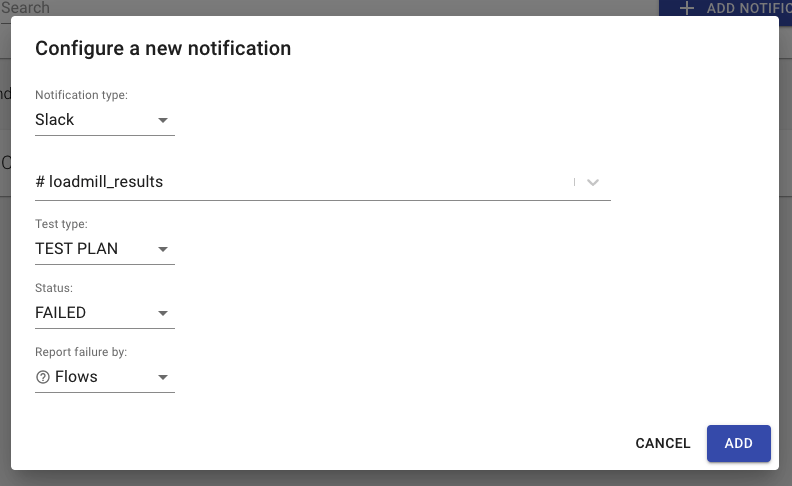 Search
ADD NOTIFIC
Configure a new notification
Notification type:
Slack
# loadmill_results
Test type:
TEST PLAN
Status:
FAILED
Report failure by:
Flows
CANCEL
ADD